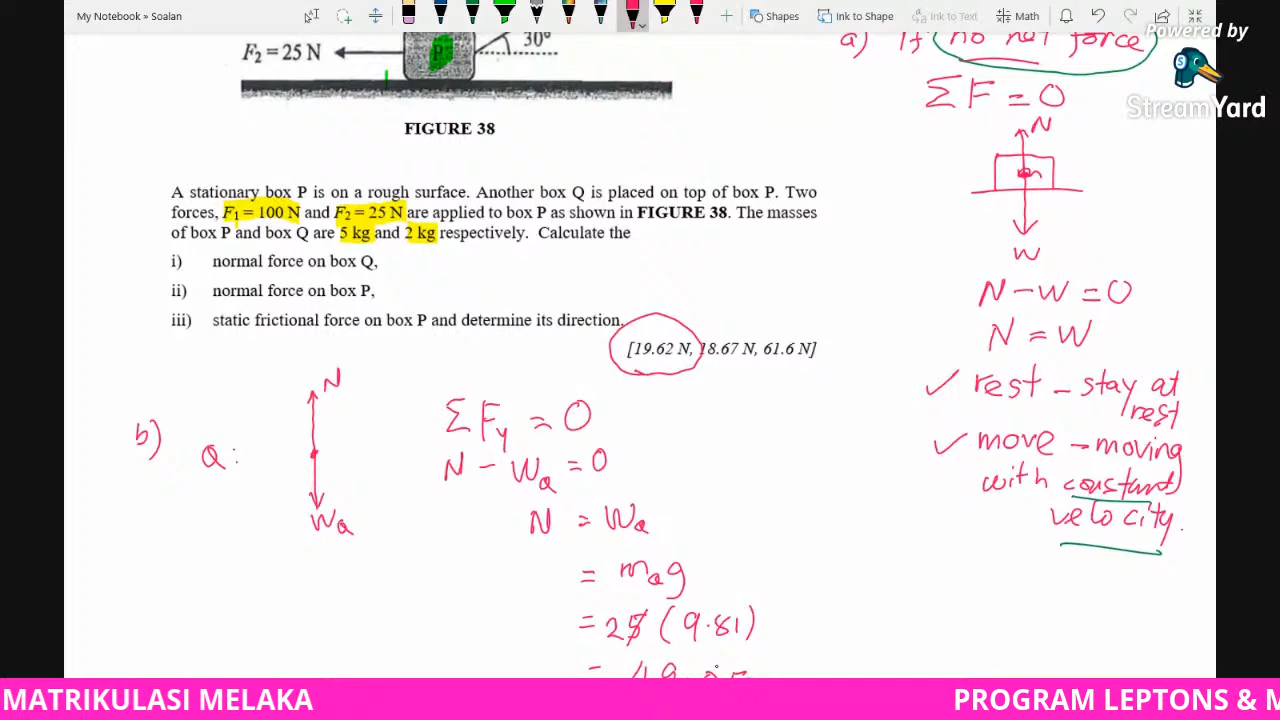 My Notebook » Soalan
Shapes
Ink to Shape
Ink to Text
Math
Powered by
StreamYard
F₂ = 25 N
P
30°
FIGURE 38
A stationary box P is on a rough surface. Another box Q is placed on top of box P. Two
forces, F₁ = 100 N and F₂ = 25 N are applied to box P as shown in FIGURE 38. The masses
of box P and box Q are 5 kg and 2 kg respectively. Calculate the
i) normal force on box Q,
ii) normal force on box P,
iii) static frictional force on box P and determine its direction.
[19.62 N, 18.67 N, 61.6 N]
b) Q:
N
W_Q
ΣF_y = 0
N - W_Q = 0
N = W_Q
= m_Q g
= 2 (9.81)
a) If no net force
ΣF = 0
N
m
W
N - W = 0
N = W
✓ rest - stay at
rest
✓ move - moving
with constant
velocity.
MATRIKULASI MELAKA
PROGRAM LEPTONS & M